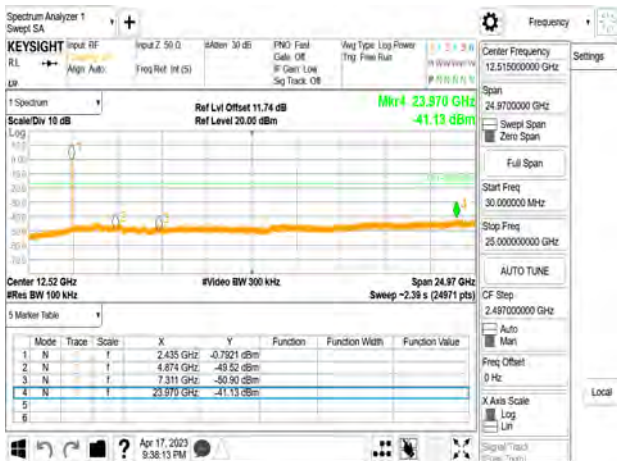 Spectrum Analyzer 1
Swept SA
+
Frequency
KEYSIGHT
Input: RF
Input Z: 50 Ω
#Atten: 30 dB
PNO: Fast
Avg Type: Log Power
RL
Align: Auto
Freq Ref: Int (S)
Gate: Off
Trig: Free Run
IF Gain: Low
Sig Track: Off
Center Frequency
12.515000000 GHz
Settings
1 Spectrum
Scale/Div 10 dB
Ref Lvl Offset 11.74 dB
Ref Level 20.00 dBm
Mkr4 23.970 GHz
-41.13 dBm
Span
24.9700000 GHz
Swept Span
Zero Span
Full Span
Start Freq
30.000000 MHz
Stop Freq
25.000000000 GHz
AUTO TUNE
Log
Center 12.52 GHz
#Video BW 300 kHz
Span 24.97 GHz
#Res BW 100 kHz
Sweep ~2.39 s (24971 pts)
CF Step
2.497000000 GHz
Auto
Man
5 Marker Table
Mode Trace Scale X Y Function Function Width Function Value
1 N f 2.435 GHz -0.7921 dBm
2 N f 4.874 GHz -49.52 dBm
3 N f 7.311 GHz -50.90 dBm
4 N f 23.970 GHz -41.13 dBm
5
6
Freq Offset
0 Hz
X Axis Scale
Log
Lin
Local
Signal Track
?
Apr 17, 2023
9:38:13 PM